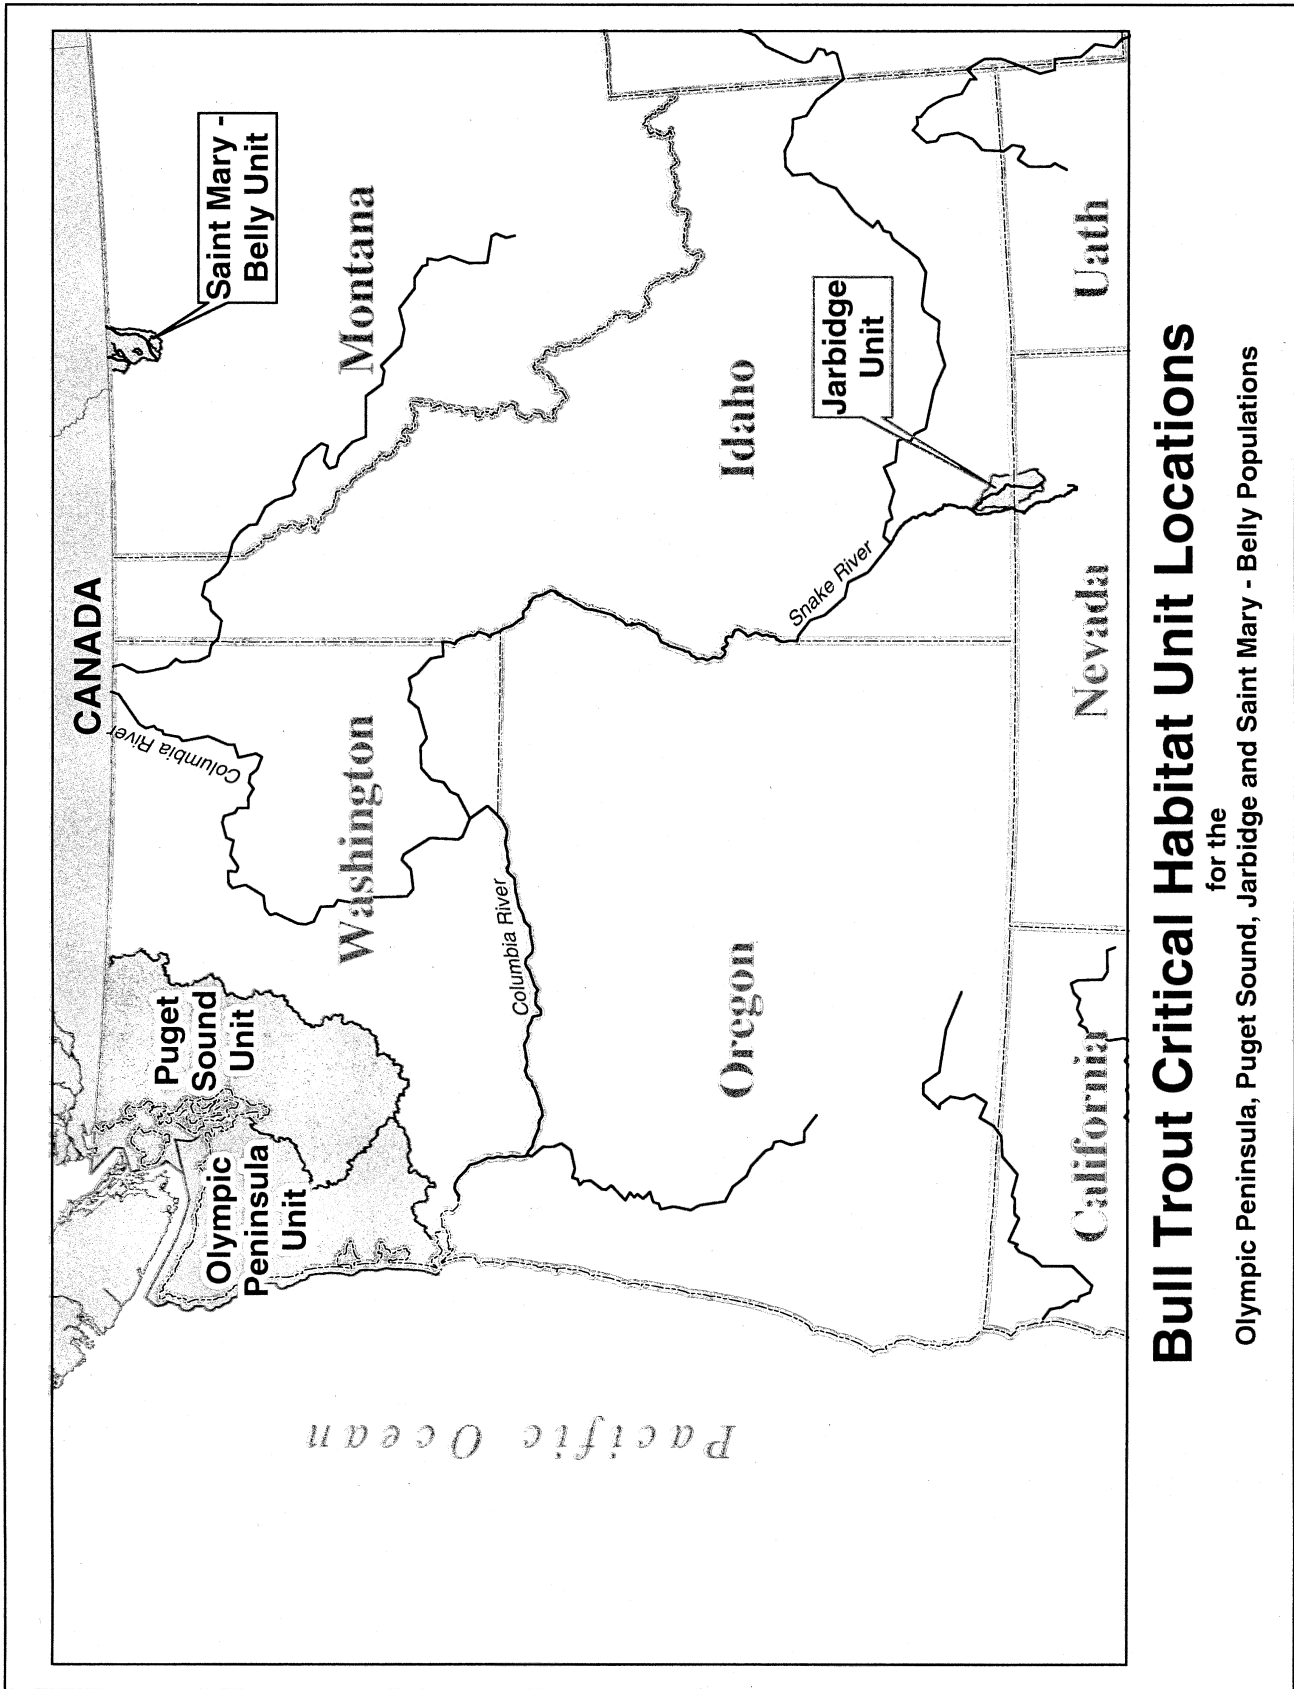 CANADA
Saint Mary -
Belly Unit
Columbia River
Puget
Sound
Unit
Olympic
Peninsula
Unit
Washington
Montana
Columbia River
Pacific Ocean
Oregon
Idaho
Snake River
Jarbidge
Unit
California
Nevada
Uath
Bull Trout Critical Habitat Unit Locations
for the
Olympic Peninsula, Puget Sound, Jarbidge and Saint Mary - Belly Populations